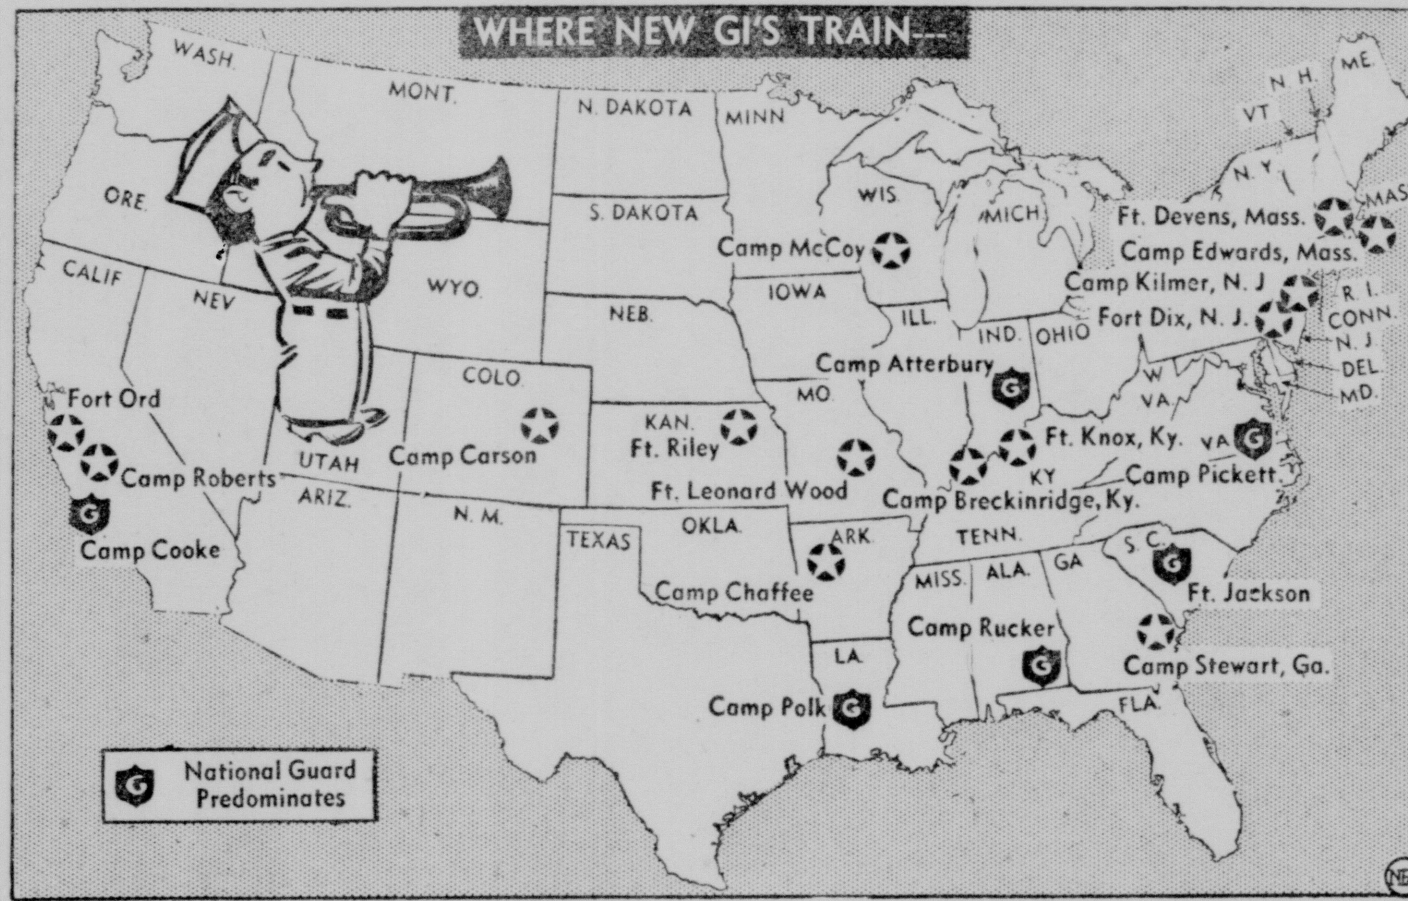 WHERE NEW GI'S TRAIN---
WASH.
MONT.
N. DAKOTA
MINN
N. H.
ME.
VT
ORE.
S. DAKOTA
WIS.
MICH
N. Y.
MASS
Ft. Devens, Mass.
Camp McCoy
Camp Edwards, Mass.
CALIF
NEV
WYO.
IOWA
Camp Kilmer, N. J
R. I.
NEB.
ILL.
IND.
OHIO
Fort Dix, N. J.
CONN.
N. J.
Camp Atterbury
G
DEL
MD.
COLO.
MO.
W
VA.
Fort Ord
KAN.
Ft. Riley
Ft. Knox, Ky.
VA
G
UTAH
Camp Carson
Camp Roberts
Ft. Leonard Wood
KY
Camp Breckinridge, Ky.
Camp Pickett
ARIZ.
N. M.
G
Camp Cooke
TEXAS
OKLA.
ARK.
TENN.
S. C.
Camp Chaffee
MISS.
ALA.
GA
G
Ft. Jackson
Camp Rucker
G
LA.
Camp Stewart, Ga.
Camp Polk
G
FLA.
G
National Guard
Predominates